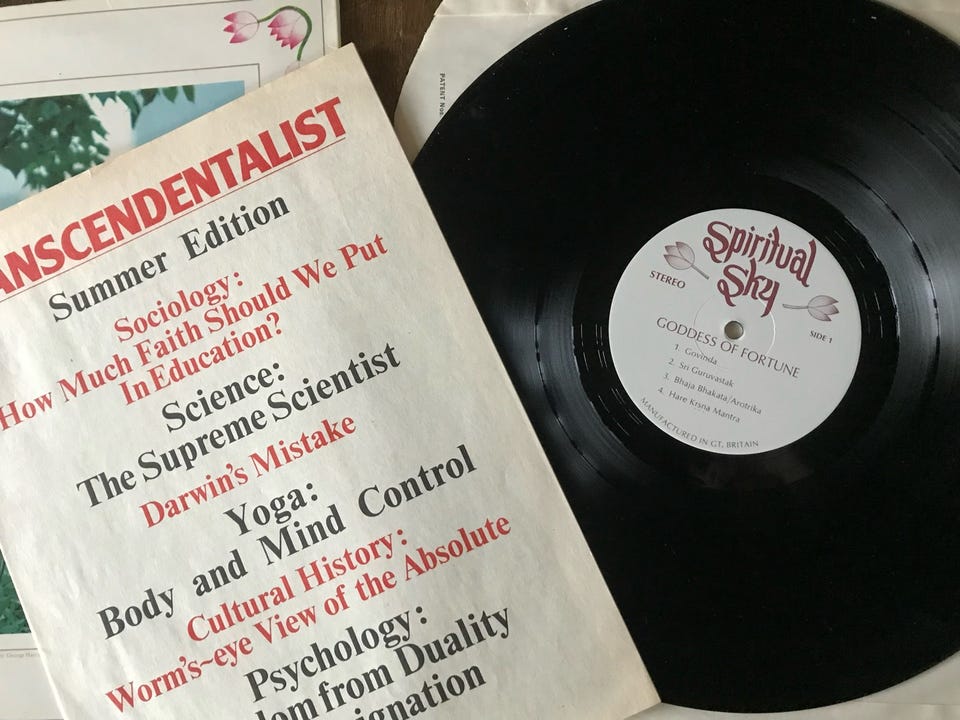 ANSCENDENTALIST
Summer Edition
Sociology:
How Much Faith Should We Put
In Education?
Science:
The Supreme Scientist
Darwin's Mistake
Yoga:
Body and Mind Control
Cultural History:
Worm's~eye View of the Absolute
Psychology:
dom from Duality
ignation
PATENT Nos
Spiritual
Sky
STEREO
SIDE 1
GODDESS OF FORTUNE
1. Govinda
2. Sri Guruvastak
3. Bhaja Bhakata/Arotrika
4. Hare Krsna Mantra
MANUFACTURED IN GT. BRITAIN